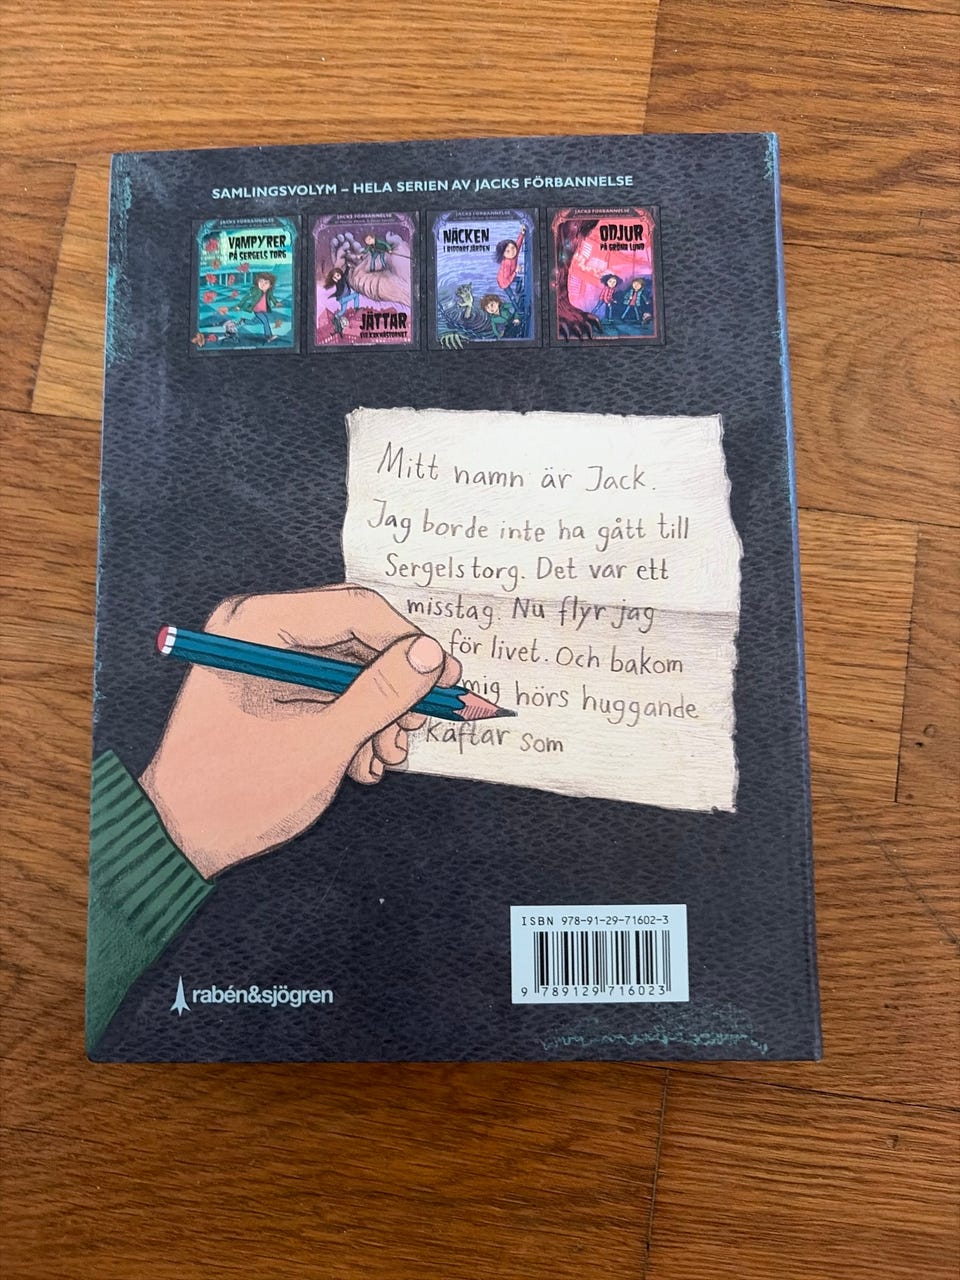 SAMLINGSVOLYM – HELA SERIEN AV JACKS FÖRBANNELSE
JACKS FÖRBANNELSE
VAMPYRER
PÅ SERGELS TORG
JACKS FÖRBANNELSE
JÄTTAR
JACKS FÖRBANNELSE
NÄCKEN
I RIDDARFJÄRDEN
JACKS FÖRBANNELSE
ODJUR
PÅ GRÖNA LUND
Mitt namn är Jack.
Jag borde inte ha gått till
Sergels torg. Det var ett
misstag. Nu flyr jag
för livet. Och bakom
mig hörs huggande
käftar som
ISBN 978-91-29-71602-3
9 789129 716023
rabén&sjögren